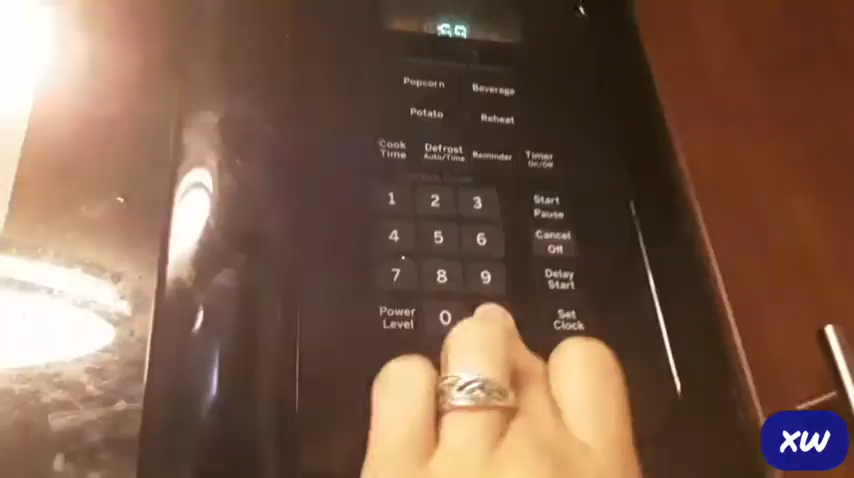 59
Popcorn Beverage
Potato Reheat
Cook Time
Defrost Auto/Time
Reminder
Timer On/Off
1 2 3
Start Pause
4 5 6
Cancel Off
7 8 9
Delay Start
Power Level
0
Set Clock
xw